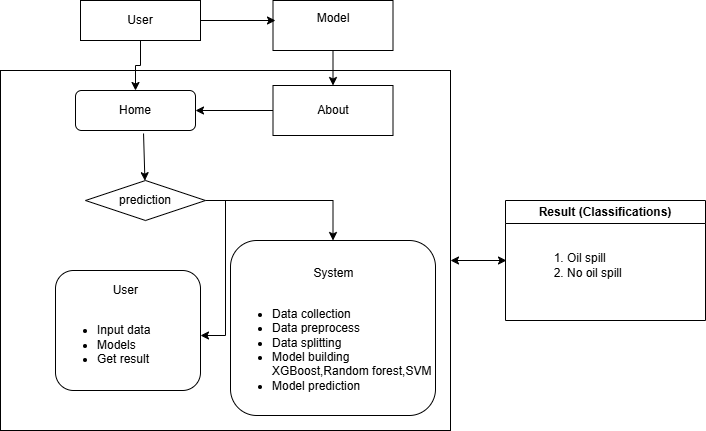 User
Model
Home
About
prediction
Result (Classifications)
1. Oil spill
2. No oil spill
User
• Input data
• Models
• Get result
System
• Data collection
• Data preprocess
• Data splitting
• Model building
XGBoost,Random forest,SVM
• Model prediction